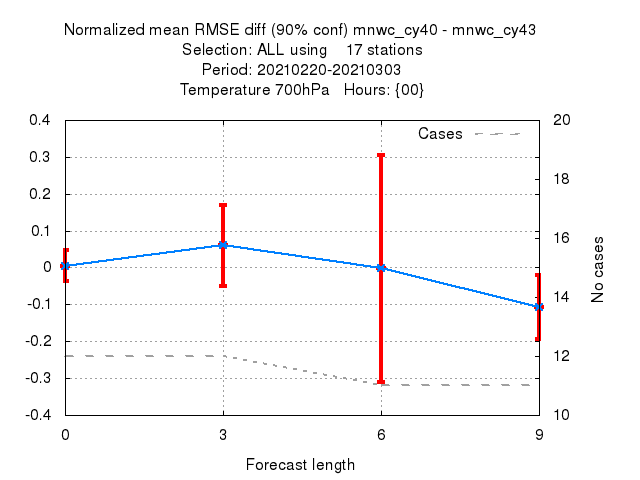 Normalized mean RMSE diff (90% conf) mnwc_cy40 - mnwc_cy43
Selection: ALL using 17 stations
Period: 20210220-20210303
Temperature 700hPa Hours: {00}
Cases
0.4
0.3
0.2
0.1
0
-0.1
-0.2
-0.3
-0.4
20
18
16
14
12
10
No cases
0 3 6 9
Forecast length